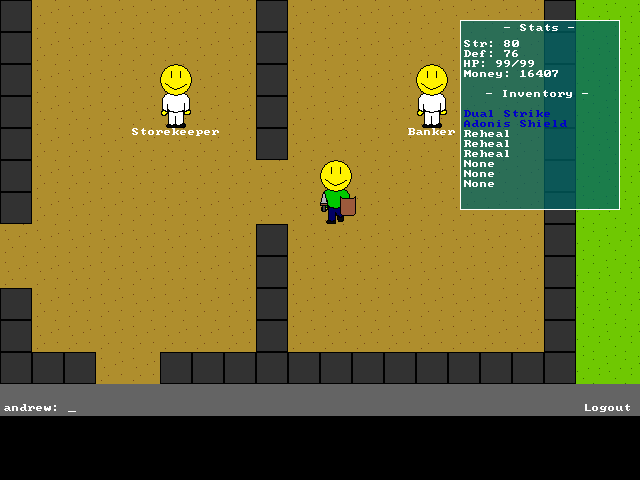 - Stats -
Str: 80
Def: 76
HP: 99/99
Money: 16407
- Inventory -
Dual Strike
Adonis Shield
Reheal
Reheal
Reheal
None
None
None
Storekeeper
Banker
andrew: _
Logout